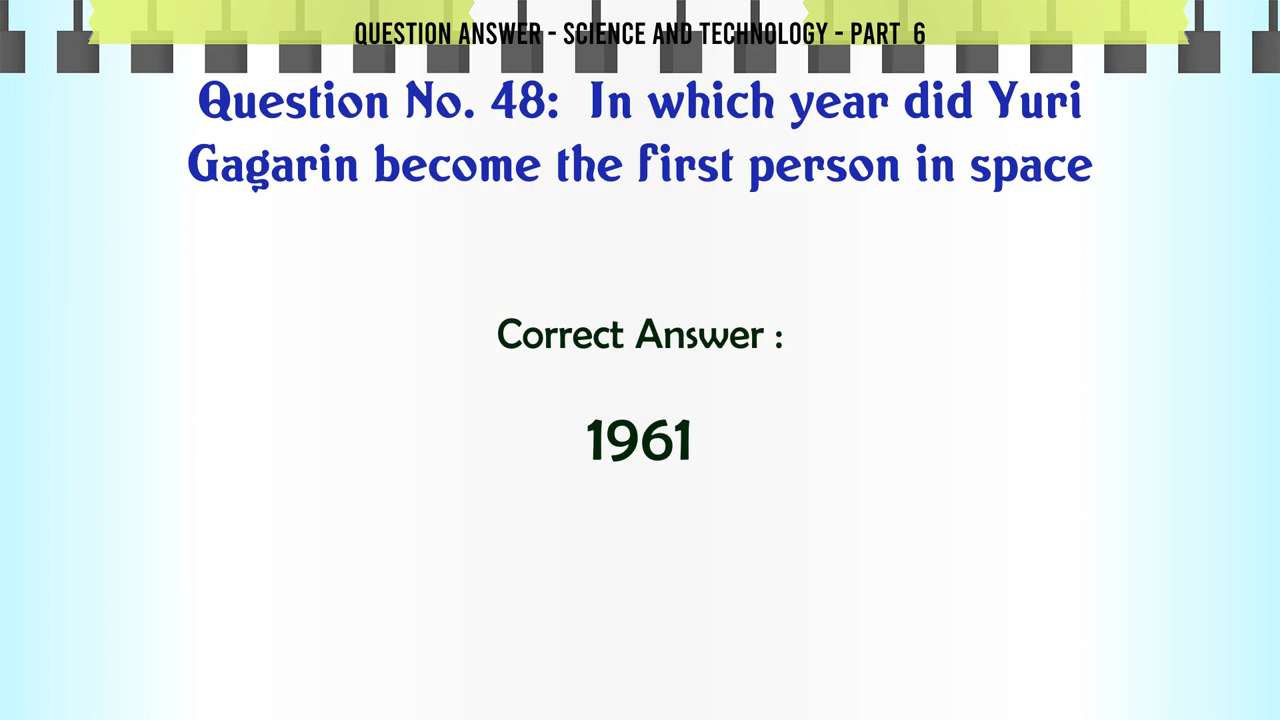 QUESTION ANSWER - SCIENCE AND TECHNOLOGY - PART 6
Question No. 48: In which year did Yuri
Gagarin become the first person in space
Correct Answer :
1961